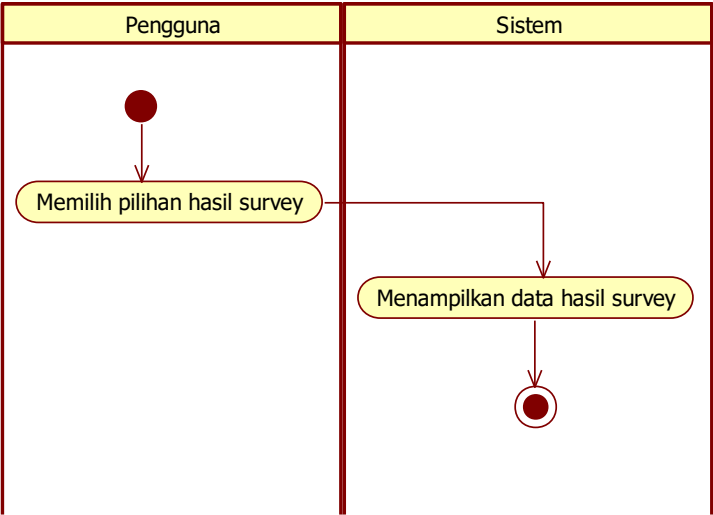 Pengguna
Sistem
Memilih pilihan hasil survey
Menampilkan data hasil survey